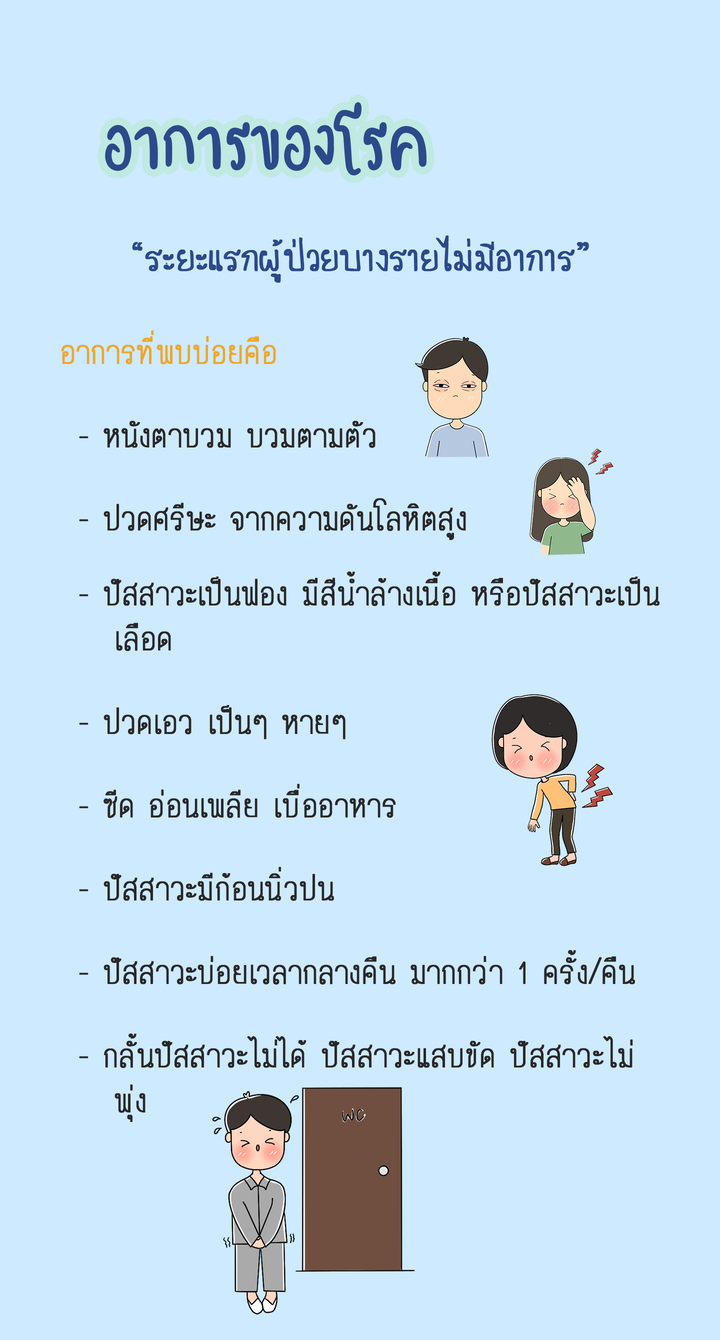 อาการของโรค
“ระยะแรกผู้ป่วยบางรายไม่มีอาการ”
อาการที่พบบ่อยคือ
- หนังตาบวม บวมตามตัว
- ปวดศรีษะ จากความดันโลหิตสูง
- ปัสสาวะเป็นฟอง มีสีน้ำล้างเนื้อ หรือปัสสาวะเป็น
เลือด
- ปวดเอว เป็นๆ หายๆ
- ซีด อ่อนเพลีย เบื่ออาหาร
- ปัสสาวะมีก้อนนิ่วปน
- ปัสสาวะบ่อยเวลากลางคืน มากกว่า 1 ครั้ง/คืน
- กลั้นปัสสาวะไม่ได้ ปัสสาวะแสบขัด ปัสสาวะไม่
พุ่ง
WC